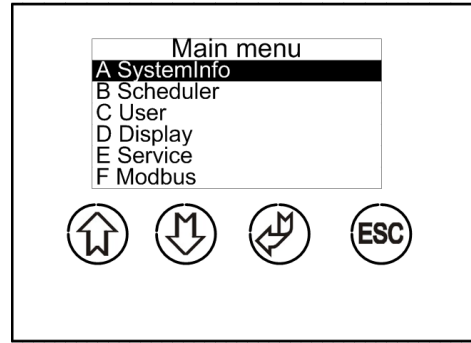 Main menu
A SystemInfo
B Scheduler
C User
D Display
E Service
F Modbus
ESC